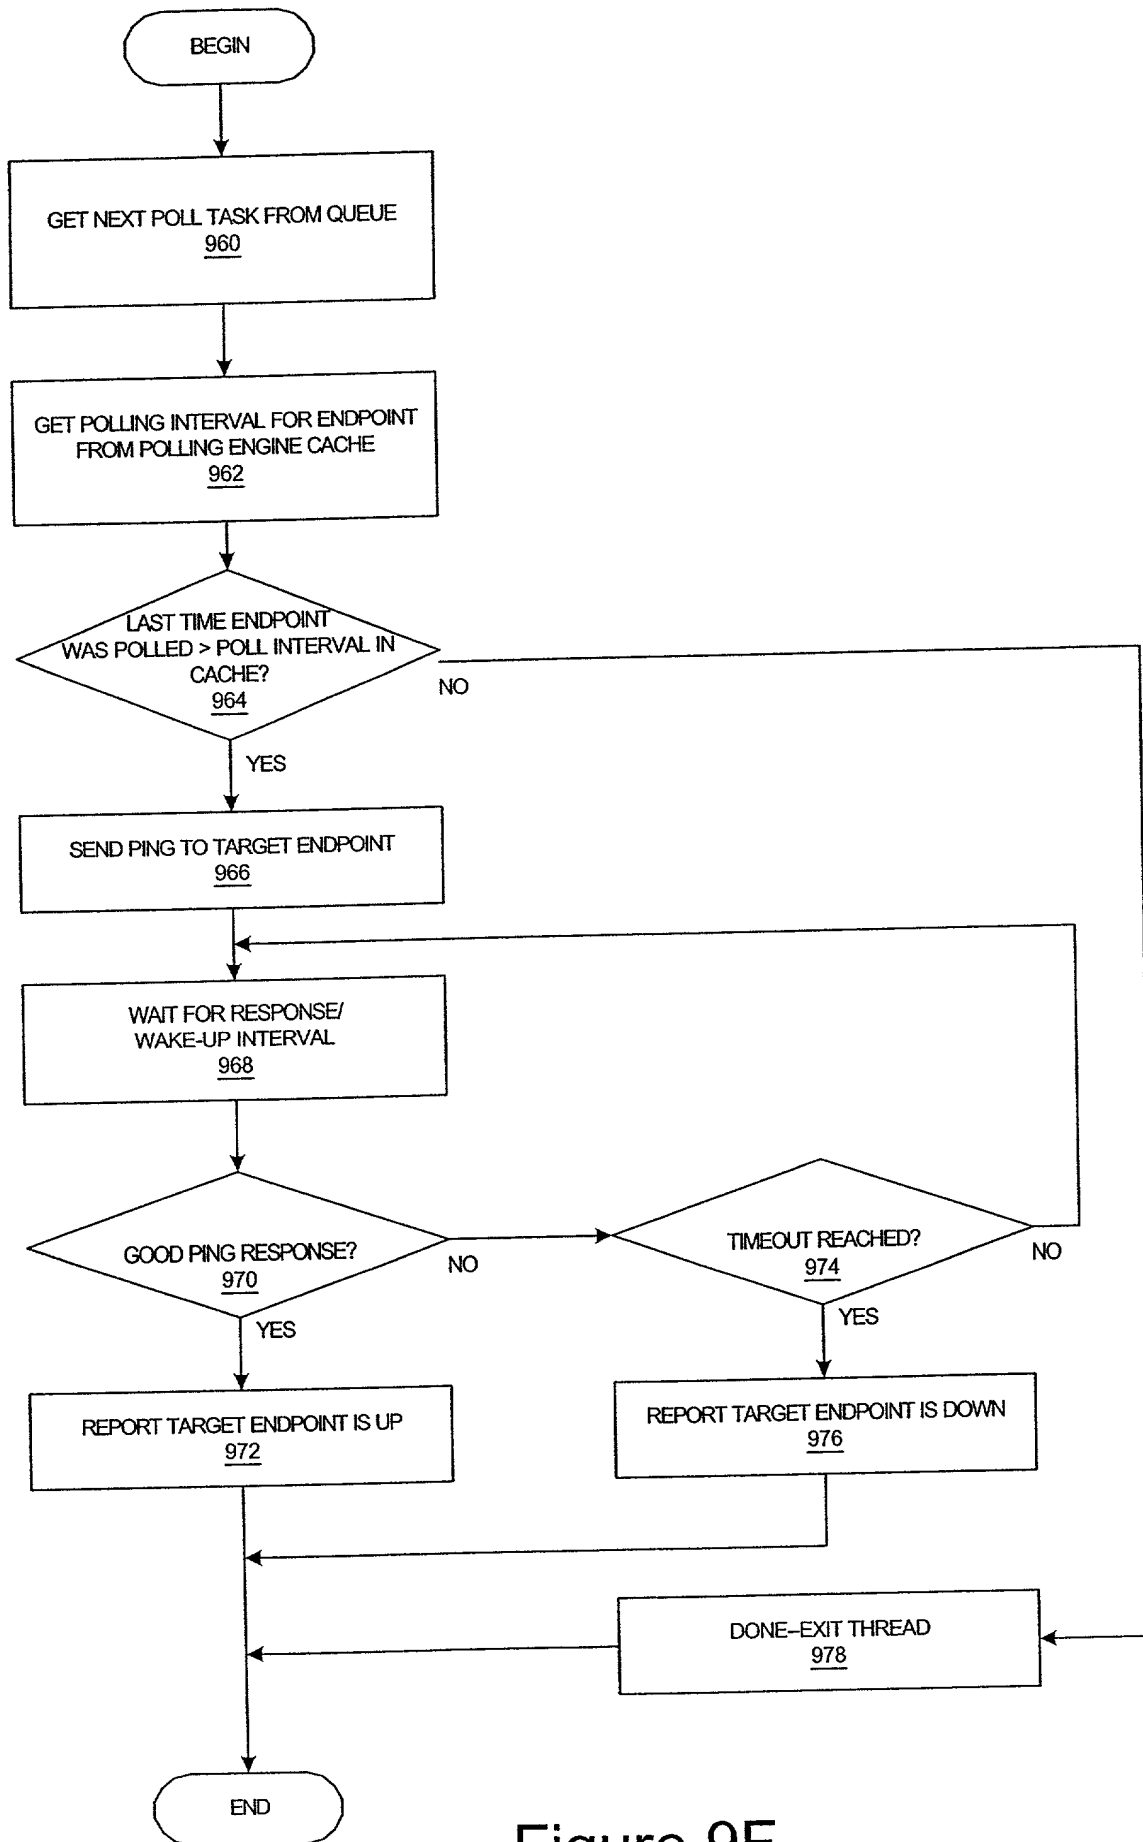 BEGIN
GET NEXT POLL TASK FROM QUEUE
960
GET POLLING INTERVAL FOR ENDPOINT
FROM POLLING ENGINE CACHE
962
LAST TIME ENDPOINT
WAS POLLED > POLL INTERVAL IN
CACHE?
964
NO
YES
SEND PING TO TARGET ENDPOINT
966
WAIT FOR RESPONSE/
WAKE-UP INTERVAL
968
GOOD PING RESPONSE?
970
NO
YES
TIMEOUT REACHED?
974
NO
YES
REPORT TARGET ENDPOINT IS UP
972
REPORT TARGET ENDPOINT IS DOWN
976
DONE–EXIT THREAD
978
END